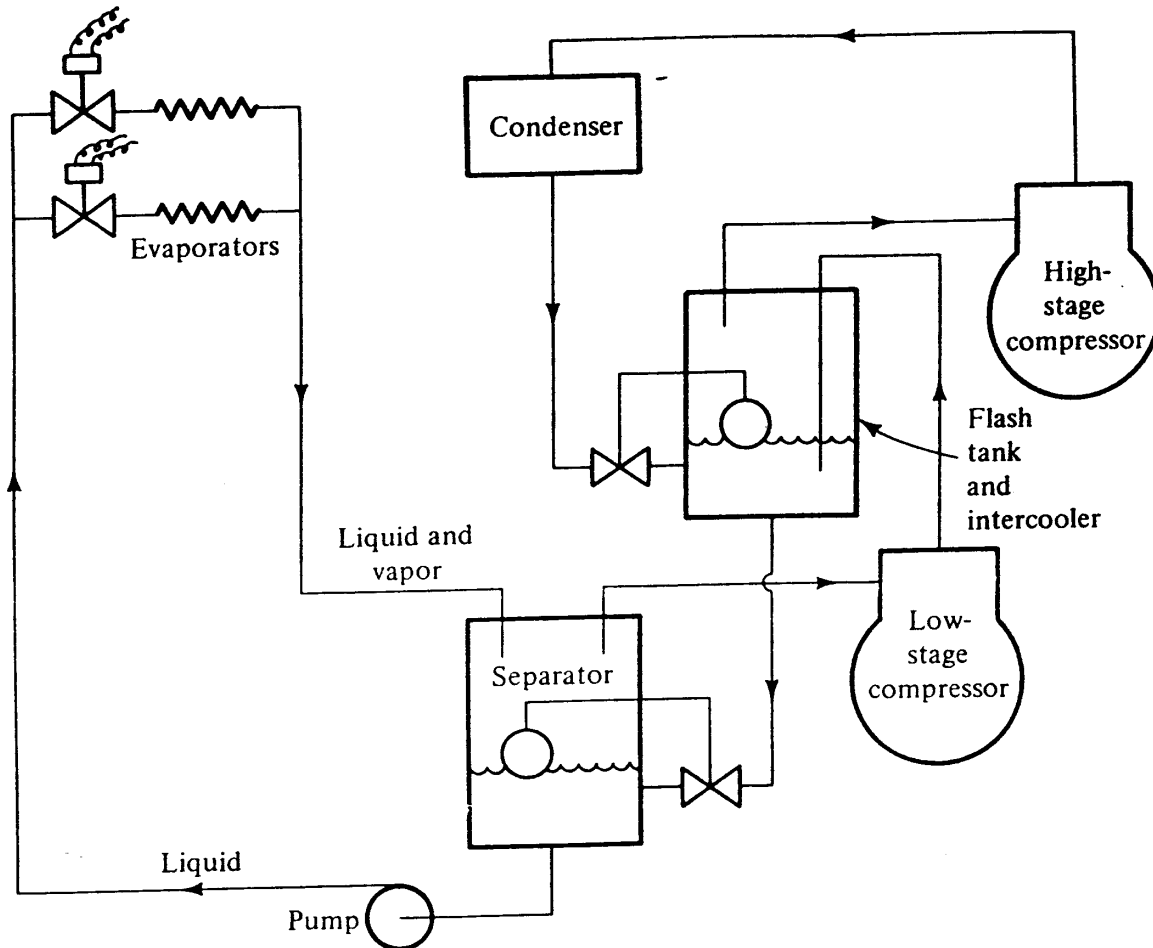 Condenser
Evaporators
High-
stage
compressor
Flash
tank
and
intercooler
Liquid and
vapor
Low-
stage
compressor
Separator
Liquid
Pump